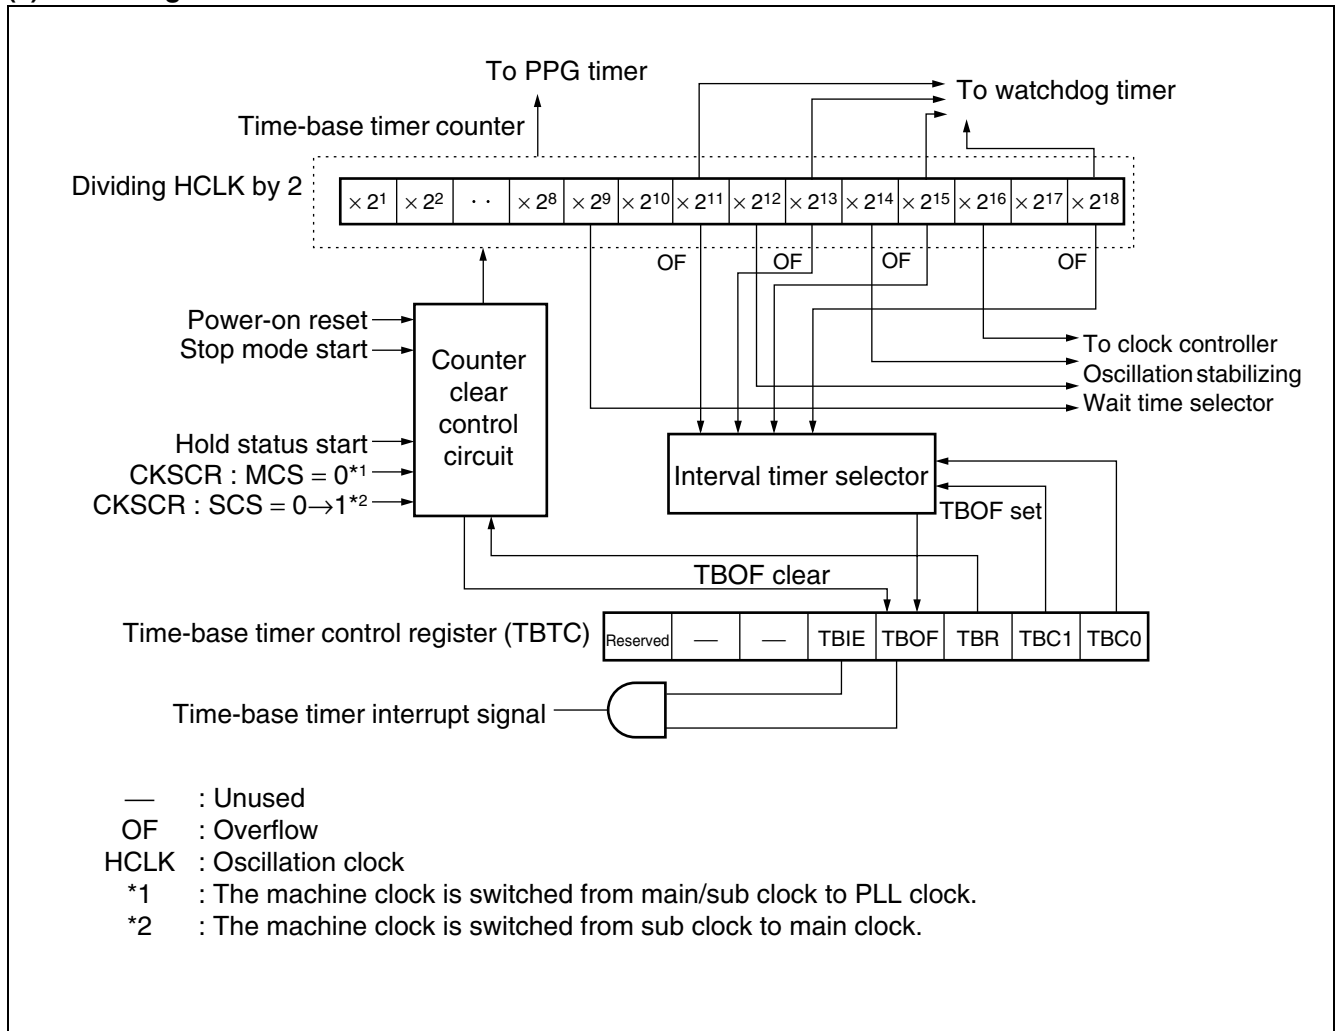 To PPG timer
To watchdog timer
Time-base timer counter
Dividing HCLK by 2
× 2¹ × 2² · · × 2⁸ × 2⁹ × 2¹⁰ × 2¹¹ × 2¹² × 2¹³ × 2¹⁴ × 2¹⁵ × 2¹⁶ × 2¹⁷ × 2¹⁸
OF OF OF OF
Power-on reset
Stop mode start
Counter
clear
control
circuit
Hold status start
CKSCR : MCS = 0*1
CKSCR : SCS = 0→1*2
To clock controller
Oscillation stabilizing
Wait time selector
Interval timer selector
TBOF set
TBOF clear
Time-base timer control register (TBTC)
Reserved — — TBIE TBOF TBR TBC1 TBC0
Time-base timer interrupt signal
— : Unused
OF : Overflow
HCLK : Oscillation clock
*1 : The machine clock is switched from main/sub clock to PLL clock.
*2 : The machine clock is switched from sub clock to main clock.